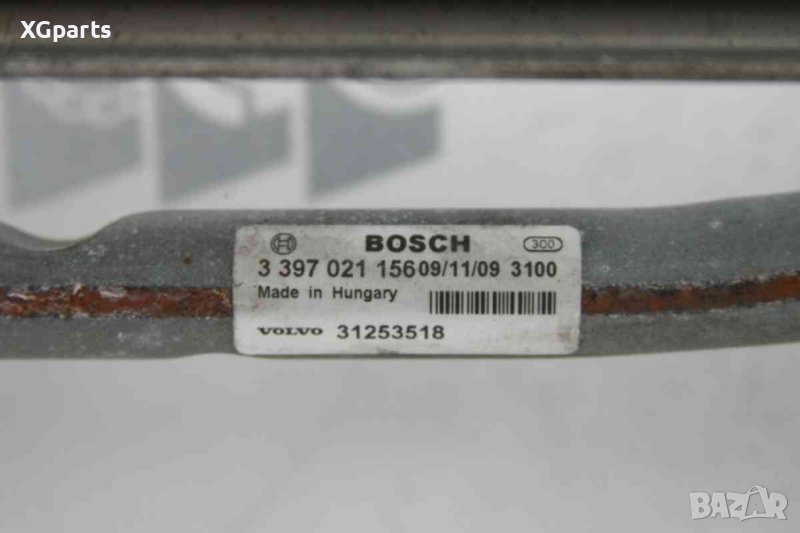 XGparts
BOSCH 300
3 397 021 156 09/11/09 3100
Made in Hungary
VOLVO 31253518
BAZAR